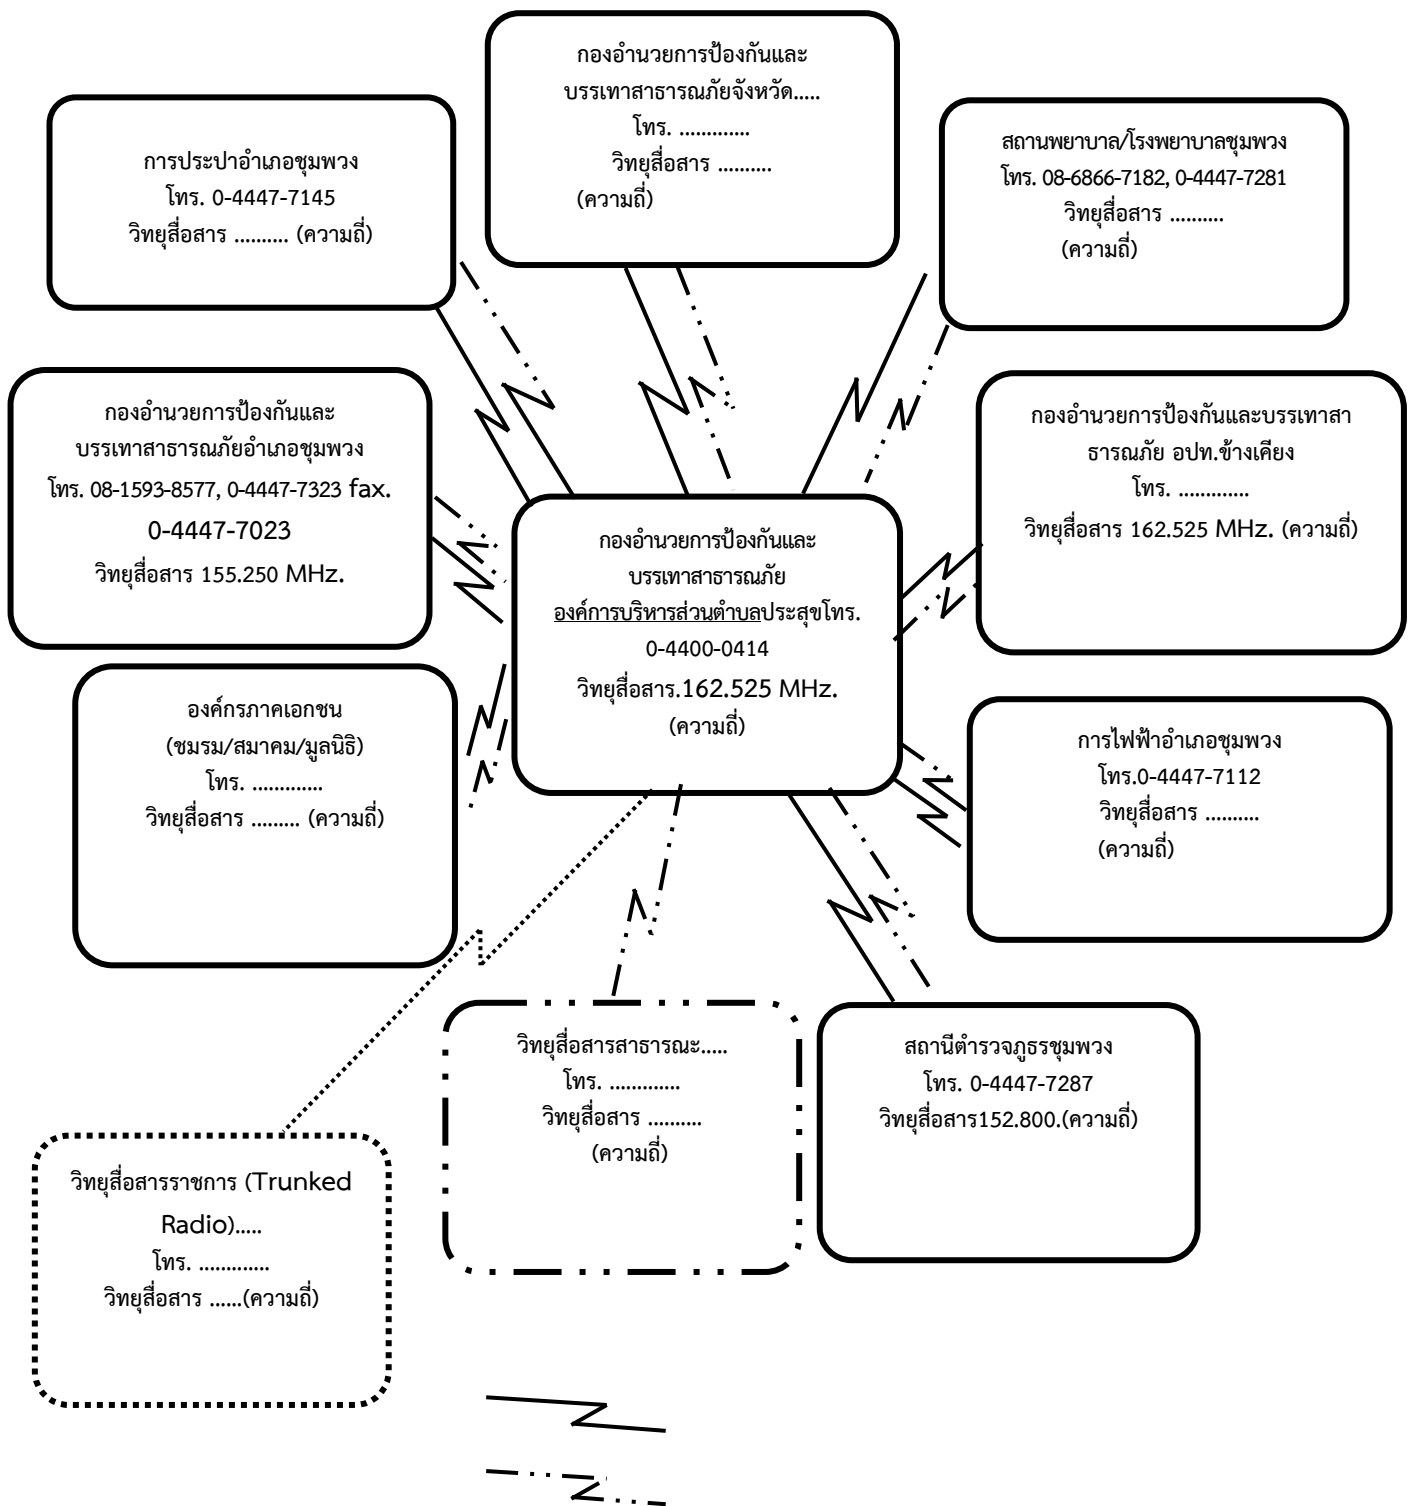 กองอำนวยการป้องกันและ
บรรเทาสาธารณภัยจังหวัด.....
โทร. .............
วิทยุสื่อสาร ..........
(ความถี่)
การประปาอำเภอชุมพวง
โทร. 0-4447-7145
วิทยุสื่อสาร .......... (ความถี่)
สถานพยาบาล/โรงพยาบาลชุมพวง
โทร. 08-6866-7182, 0-4447-7281
วิทยุสื่อสาร ..........
(ความถี่)
กองอำนวยการป้องกันและ
บรรเทาสาธารณภัยอำเภอชุมพวง
โทร. 08-1593-8577, 0-4447-7323 fax.
0-4447-7023
วิทยุสื่อสาร 155.250 MHz.
กองอำนวยการป้องกันและบรรเทาสา
ธารณภัย อปท.ข้างเคียง
โทร. .............
วิทยุสื่อสาร 162.525 MHz. (ความถี่)
กองอำนวยการป้องกันและ
บรรเทาสาธารณภัย
องค์การบริหารส่วนตำบลประสุขโทร.
0-4400-0414
วิทยุสื่อสาร.162.525 MHz.
(ความถี่)
องค์กรภาคเอกชน
(ชมรม/สมาคม/มูลนิธิ)
โทร. .............
วิทยุสื่อสาร ......... (ความถี่)
การไฟฟ้าอำเภอชุมพวง
โทร.0-4447-7112
วิทยุสื่อสาร ..........
(ความถี่)
วิทยุสื่อสารสาธารณะ.....
โทร. .............
วิทยุสื่อสาร ..........
(ความถี่)
สถานีตำรวจภูธรชุมพวง
โทร. 0-4447-7287
วิทยุสื่อสาร152.800.(ความถี่)
วิทยุสื่อสารราชการ (Trunked
Radio).....
โทร. .............
วิทยุสื่อสาร ......(ความถี่)